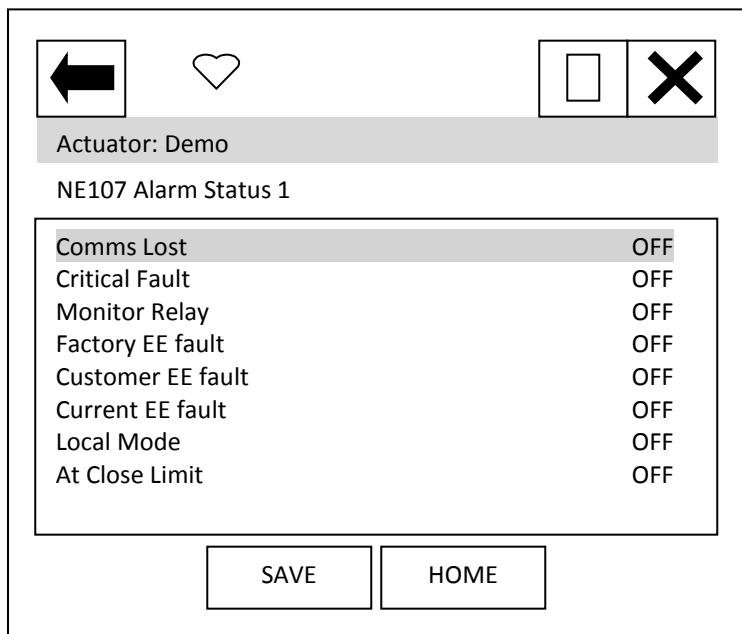 Actuator: Demo
NE107 Alarm Status 1
Comms Lost OFF
Critical Fault OFF
Monitor Relay OFF
Factory EE fault OFF
Customer EE fault OFF
Current EE fault OFF
Local Mode OFF
At Close Limit OFF
SAVE HOME